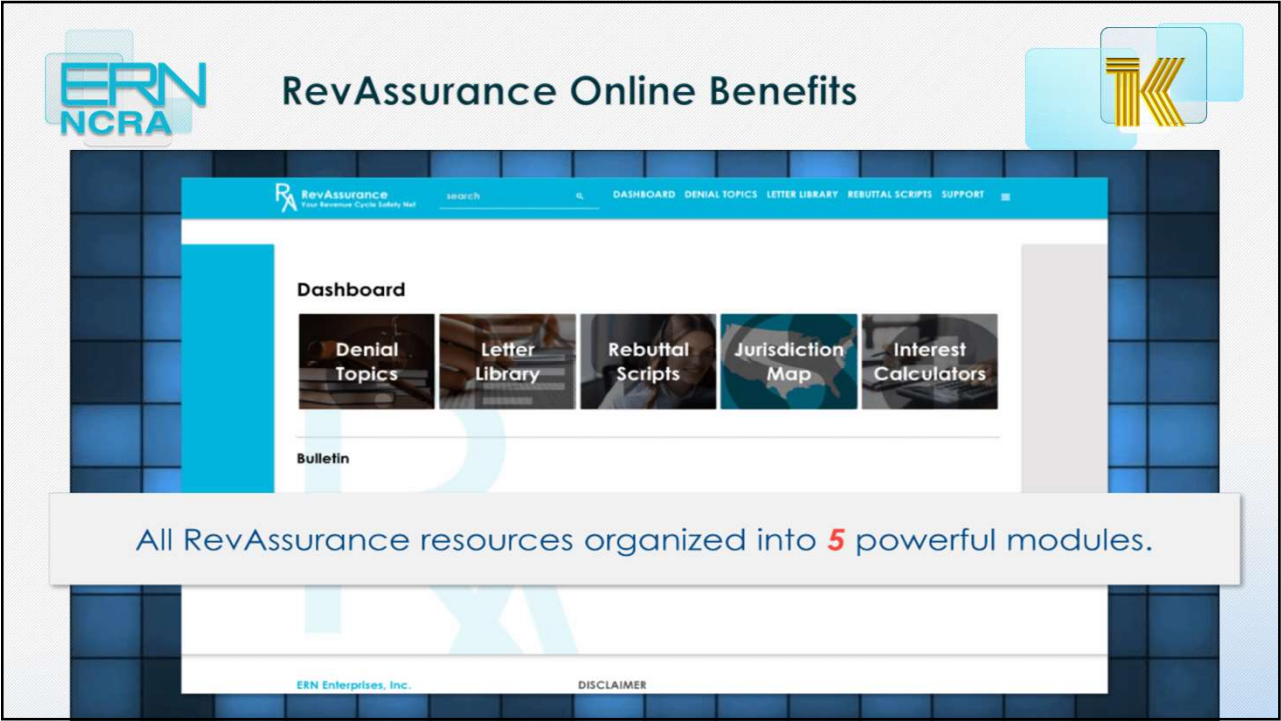 ERN
NCRA
RevAssurance Online Benefits
TK
RA
RevAssurance
Your Revenue Cycle Safety Net
search
DASHBOARD DENIAL TOPICS LETTER LIBRARY REBUTTAL SCRIPTS SUPPORT
Dashboard
Denial
Topics
Letter
Library
Rebuttal
Scripts
Jurisdiction
Map
Interest
Calculators
Bulletin
All RevAssurance resources organized into 5 powerful modules.
ERN Enterprises, Inc.
DISCLAIMER